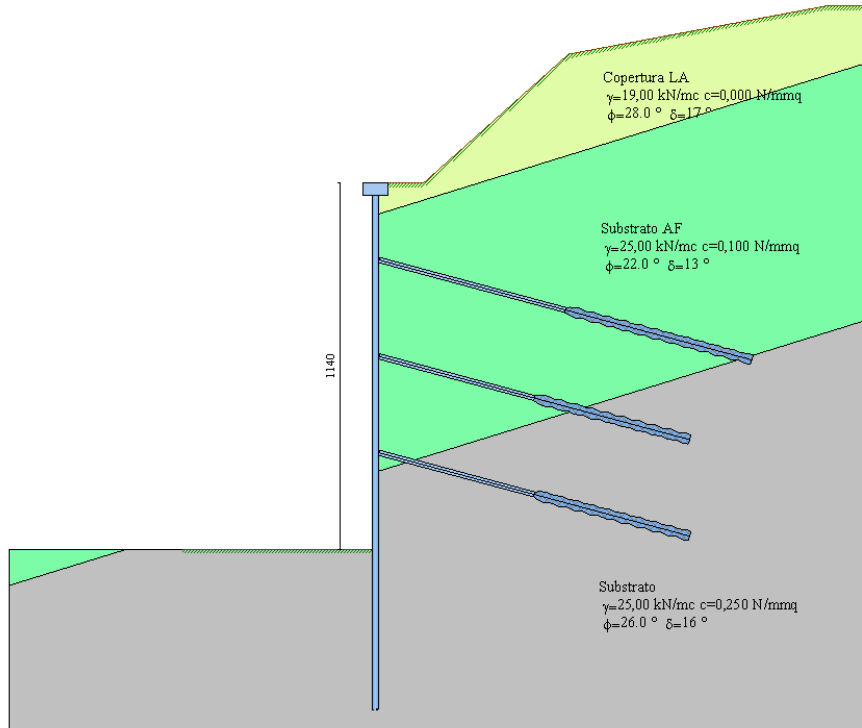 Copertura LA
γ=19,00 kN/mc c=0,000 N/mmq
ϕ=28.0 ° δ=17 °
Substrato AF
γ=25,00 kN/mc c=0,100 N/mmq
ϕ=22.0 ° δ=13 °
1140
Substrato
γ=25,00 kN/mc c=0,250 N/mmq
ϕ=26.0 ° δ=16 °